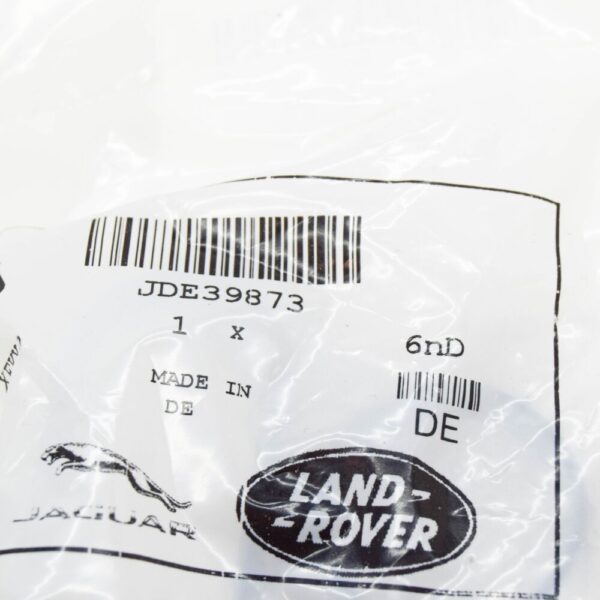 JDE39873
1 X
6nD
MADE IN
DE
DE
JAGUAR
LAND-
-ROVER